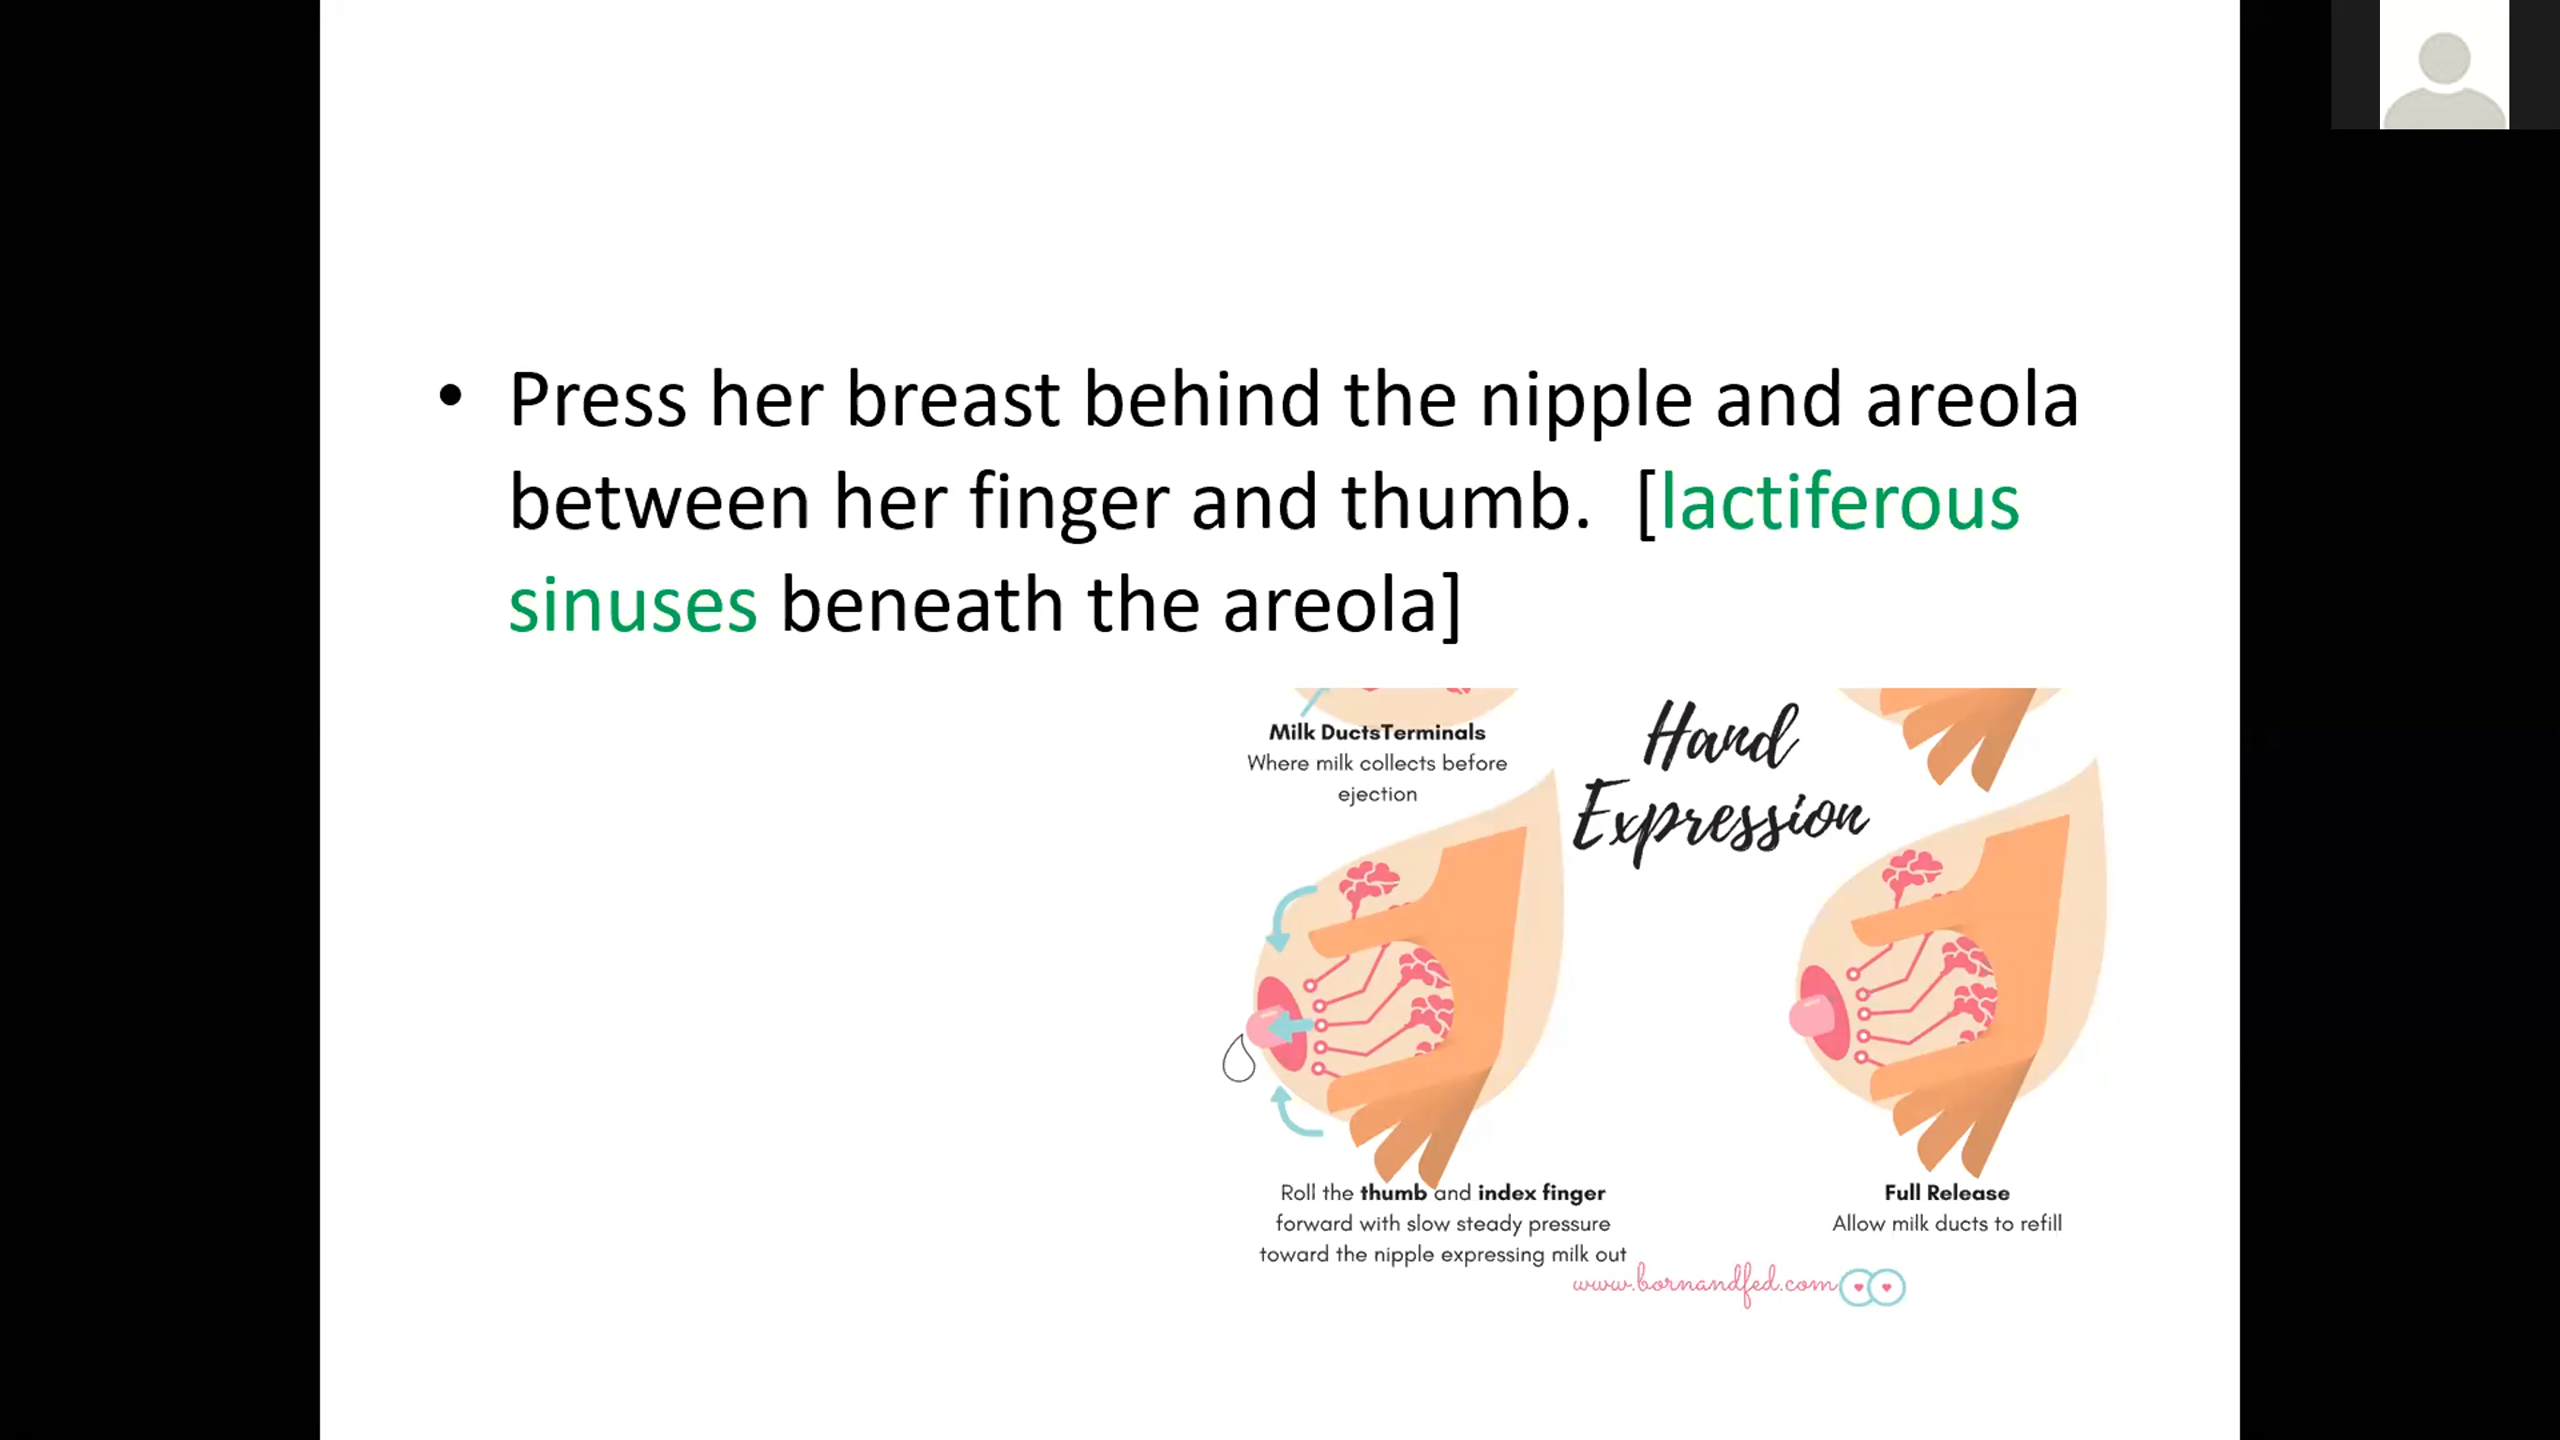 • Press her breast behind the nipple and areola
between her finger and thumb. [lactiferous
sinuses beneath the areola]
Milk DuctsTerminals
Where milk collects before
ejection
Hand
Expression
Roll the thumb and index finger
forward with slow steady pressure
toward the nipple expressing milk out
Full Release
Allow milk ducts to refill
www.bornandfed.com